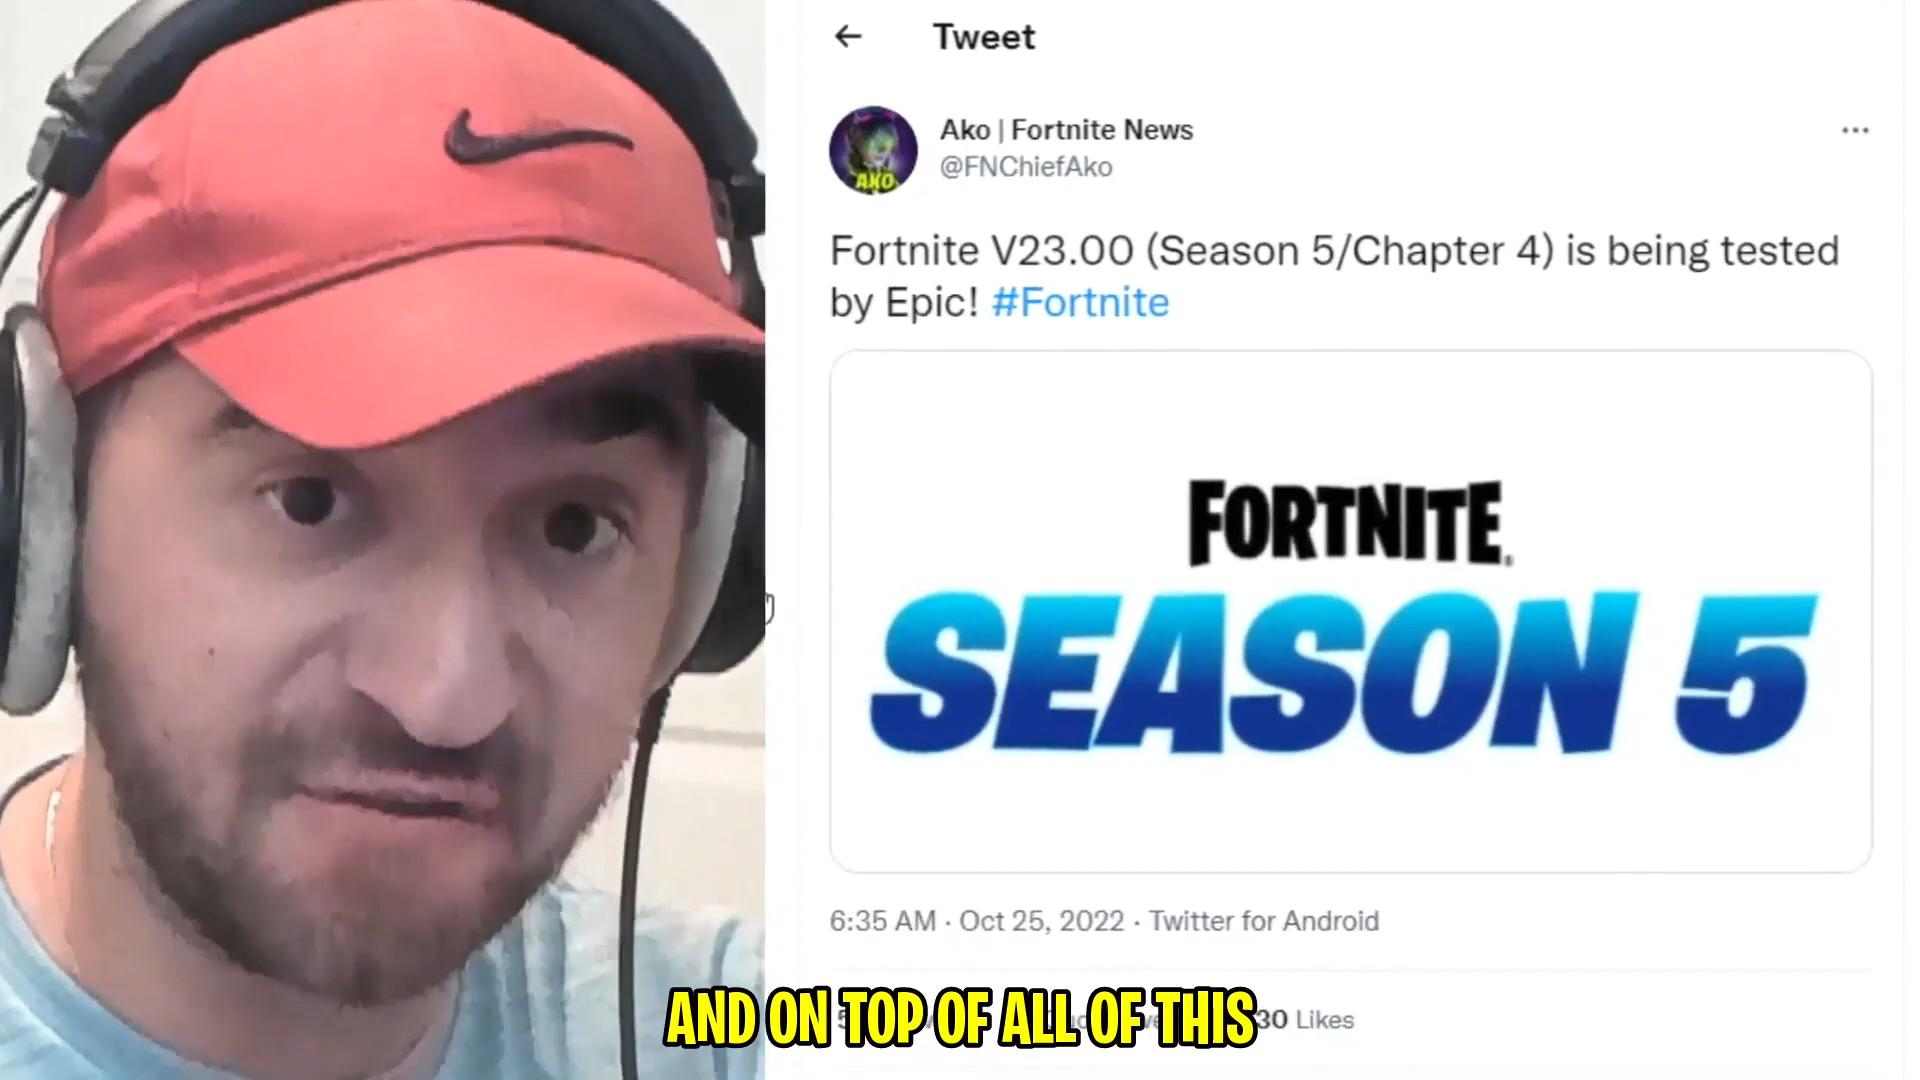 Tweet
Ako | Fortnite News
@FNChiefAko
Fortnite V23.00 (Season 5/Chapter 4) is being tested
by Epic! #Fortnite
FORTNITE
SEASON 5
6:35 AM · Oct 25, 2022 · Twitter for Android
30 Likes
AND ON TOP OF ALL OF THIS
AKO